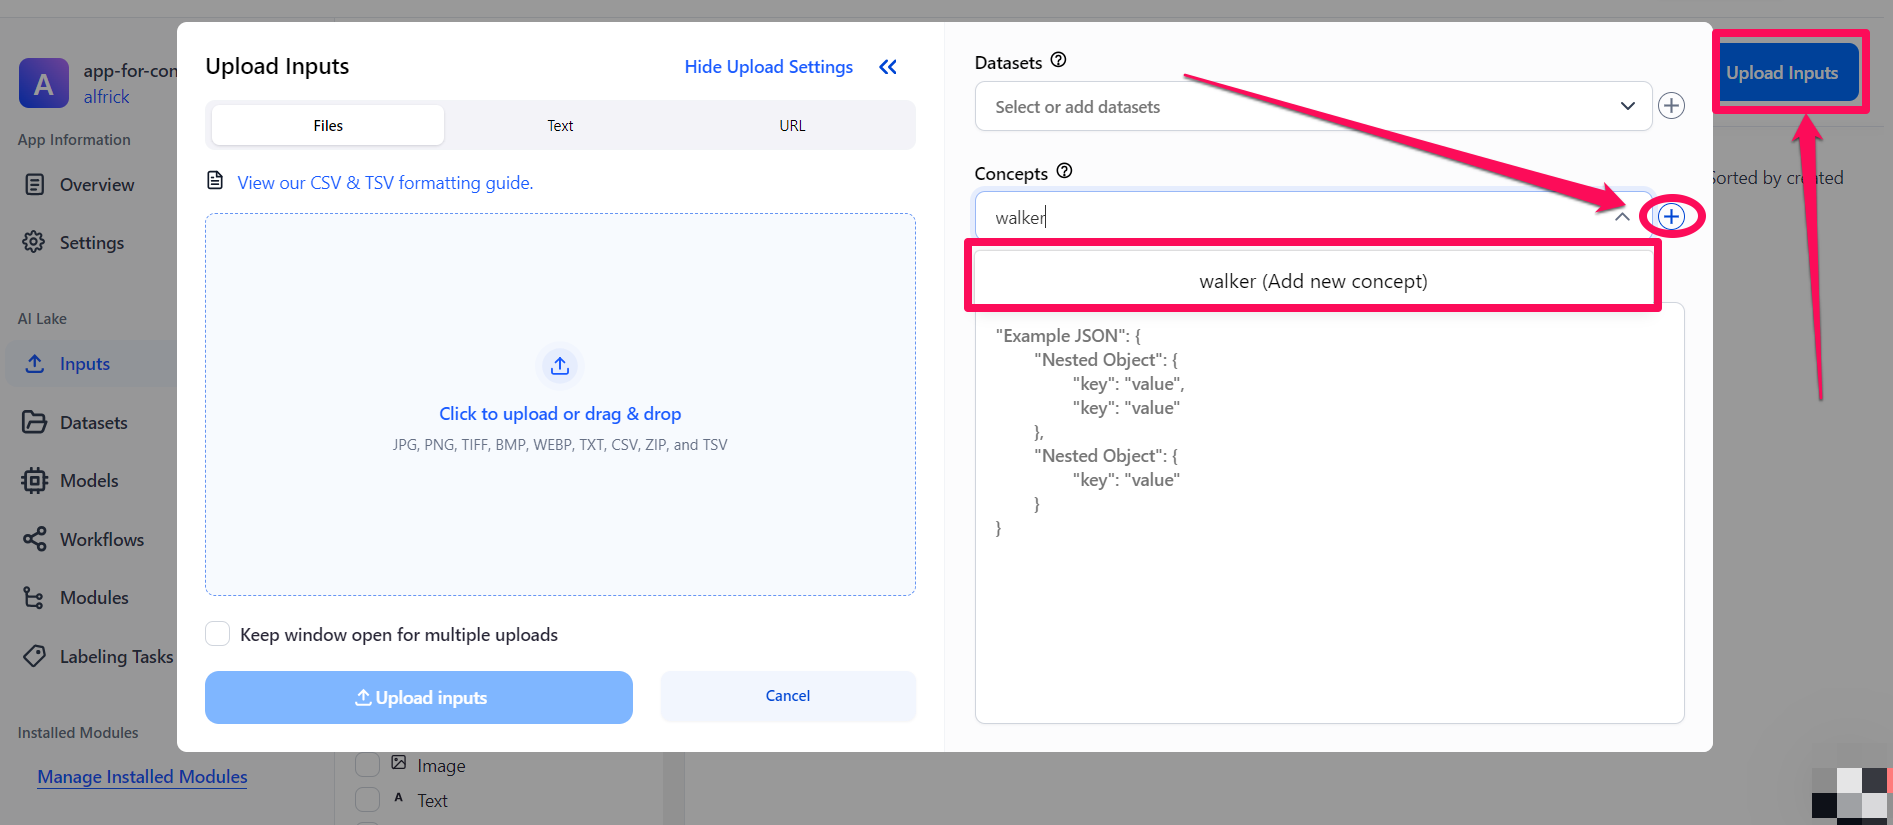 A
app-for-con
alfrick
App Information
Overview
Settings
AI Lake
Inputs
Datasets
Models
Workflows
Modules
Labeling Tasks
Installed Modules
Manage Installed Modules
Upload Inputs
Hide Upload Settings
Files
Text
URL
View our CSV & TSV formatting guide.
Click to upload or drag & drop
JPG, PNG, TIFF, BMP, WEBP, TXT, CSV, ZIP, and TSV
Keep window open for multiple uploads
Upload inputs
Cancel
Image
A Text
Datasets
Select or add datasets
Concepts
walker
walker (Add new concept)
"Example JSON": {
"Nested Object": {
"key": "value",
"key": "value"
},
"Nested Object": {
"key": "value"
}
}
Upload Inputs
Sorted by created